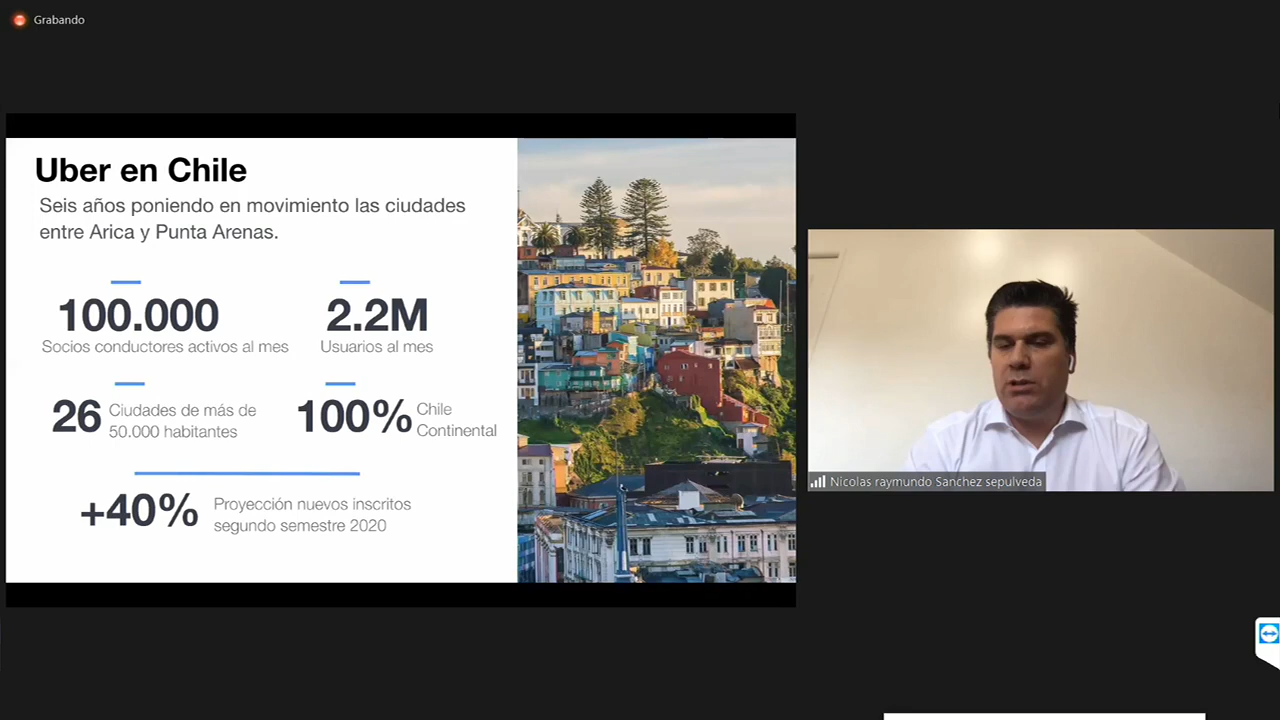 Grabando
Uber en Chile
Seis años poniendo en movimiento las ciudades
entre Arica y Punta Arenas.
100.000
Socios conductores activos al mes
2.2M
Usuarios al mes
26
Ciudades de más de
50.000 habitantes
100%
Chile
Continental
+40%
Proyección nuevos inscritos
segundo semestre 2020
Nicolas raymundo Sanchez sepulveda